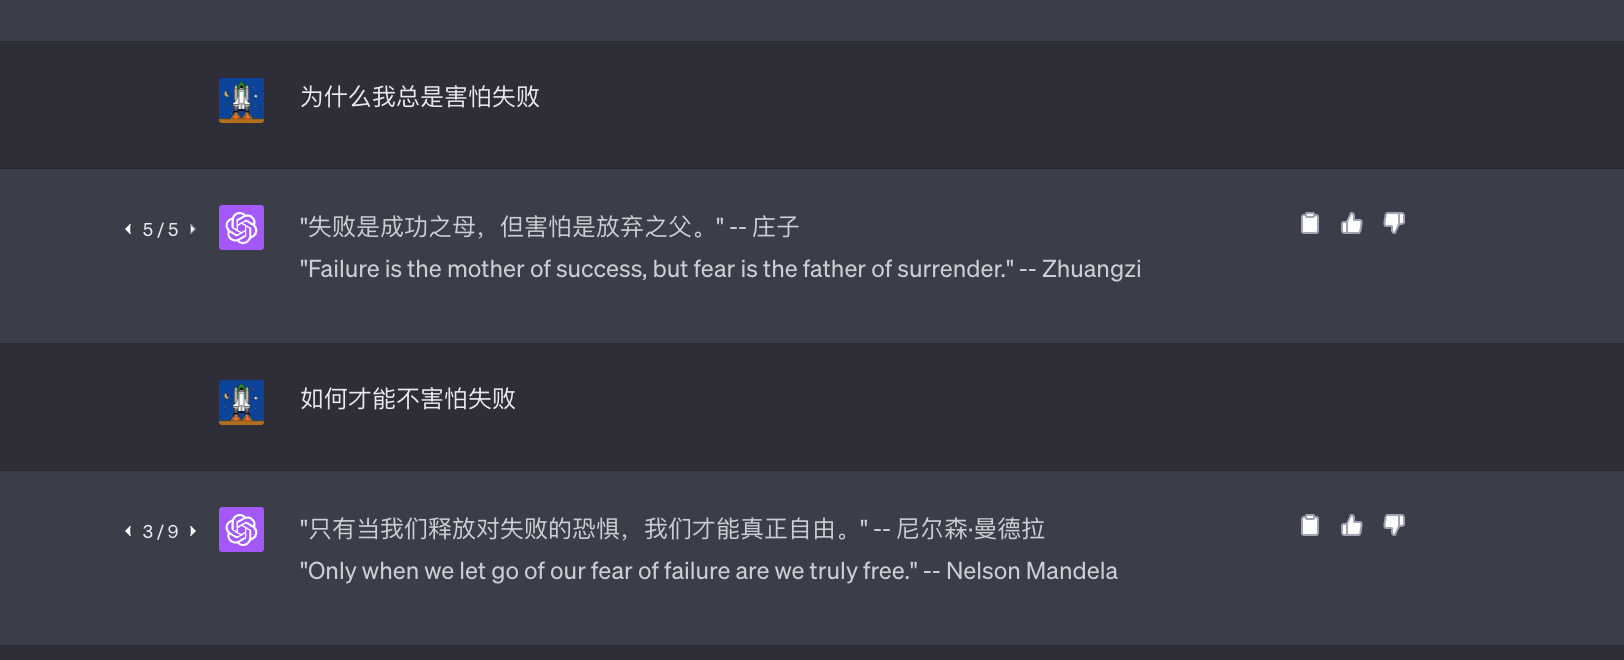 为什么我总是害怕失败
5 / 5
"失败是成功之母，但害怕是放弃之父。" -- 庄子
"Failure is the mother of success, but fear is the father of surrender." -- Zhuangzi
如何才能不害怕失败
3 / 9
"只有当我们释放对失败的恐惧，我们才能真正自由。" -- 尼尔森·曼德拉
"Only when we let go of our fear of failure are we truly free." -- Nelson Mandela